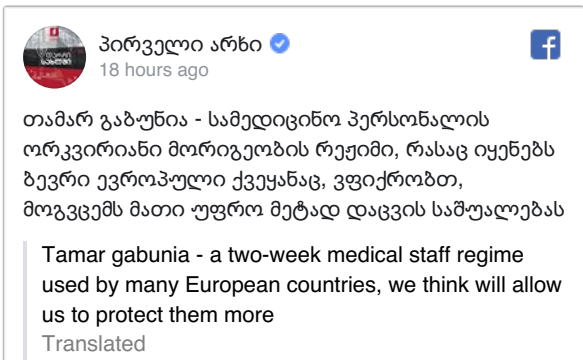 პირველი არხი
18 hours ago
თამარ გაბუნია - სამედიცინო პერსონალის
ორკვირიანი მორიგეობის რეჟიმი, რასაც იყენებს
ბევრი ევროპული ქვეყანაც, ვფიქრობთ,
მოგვცემს მათი უფრო მეტად დაცვის საშუალებას
Tamar gabunia - a two-week medical staff regime
used by many European countries, we think will allow
us to protect them more
Translated